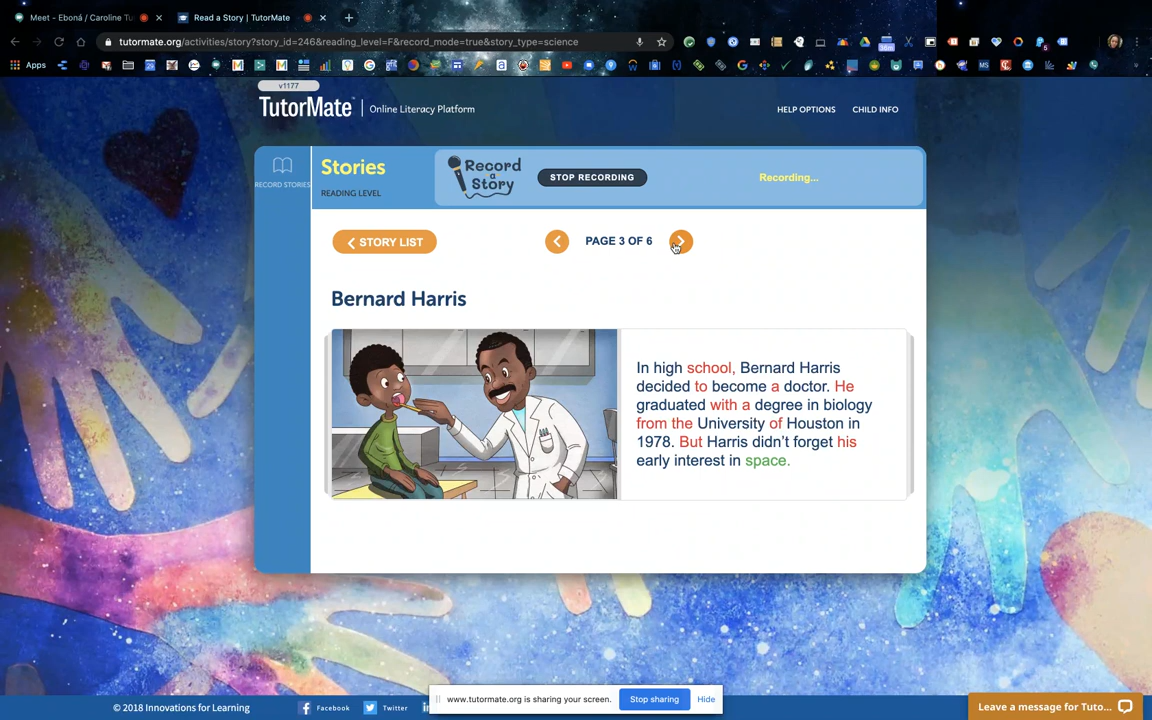 Meet - Eboná / Caroline Tu
Read a Story | TutorMate
tutormate.org/activities/story?story_id=246&reading_level=F&record_mode=true&story_type=science
Apps
v1177
TutorMate | Online Literacy Platform
HELP OPTIONS
CHILD INFO
RECORD STORIES
Stories
READING LEVEL
Record
a
Story
STOP RECORDING
Recording...
STORY LIST
PAGE 3 OF 6
Bernard Harris
In high school, Bernard Harris
decided to become a doctor. He
graduated with a degree in biology
from the University of Houston in
1978. But Harris didn't forget his
early interest in space.
www.tutormate.org is sharing your screen.
Stop sharing
Hide
© 2018 Innovations for Learning
Facebook
Twitter
Leave a message for Tuto...